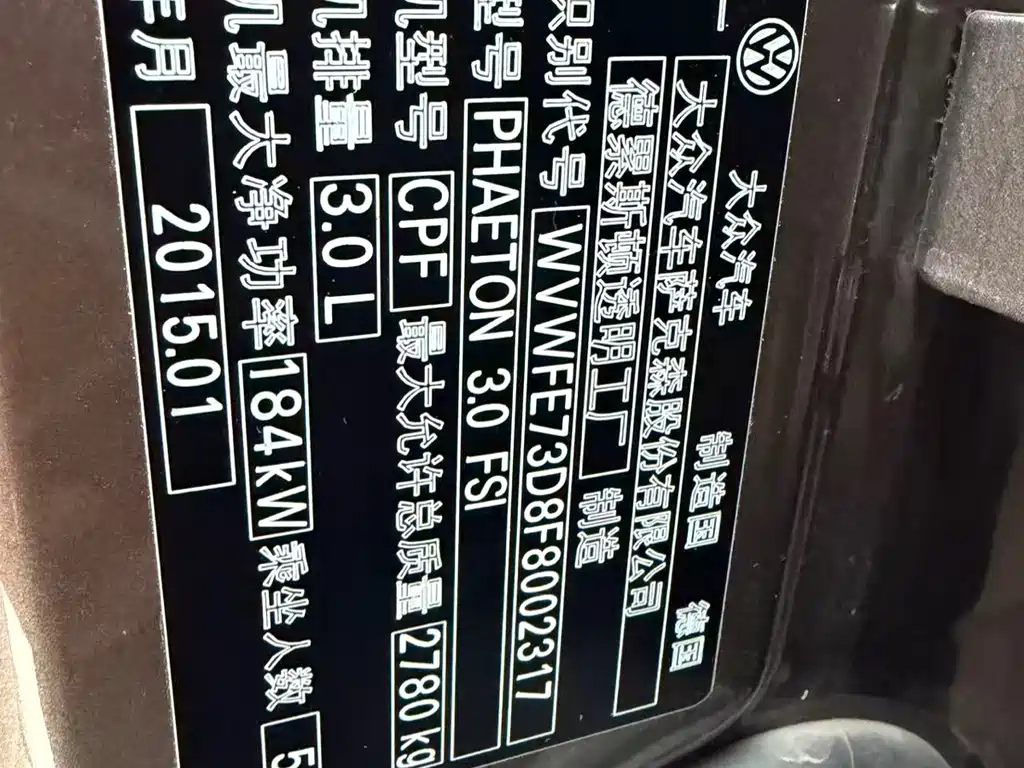 大众汽车 制造国 德国
大众汽车萨克森股份有限公司
德累斯顿透明工厂 制造
别代号 WVWFE73D8F8002317
型号 PHAETON 3.0 FSI
机型号 CPF 最大允许总质量 2780 kg
机排量 3.0 L
机最大净功率 184kW 乘坐人数 5
年月 2015.01